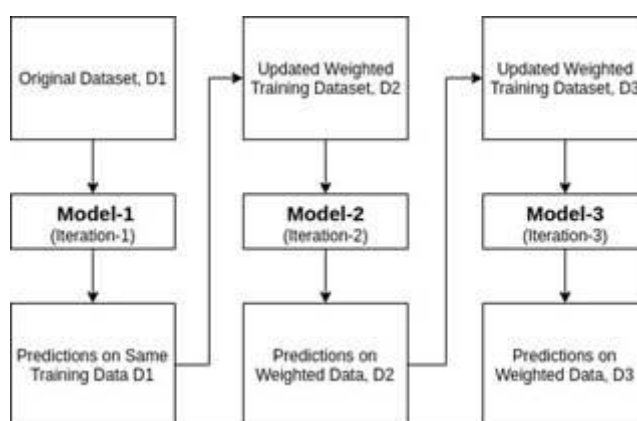 Original Dataset, D1
Updated Weighted
Training Dataset, D2
Updated Weighted
Training Dataset, D3
Model-1
(Iteration-1)
Model-2
(Iteration-2)
Model-3
(Iteration-3)
Predictions on Same
Training Data D1
Predictions on
Weighted Data, D2
Predictions on
Weighted Data, D3